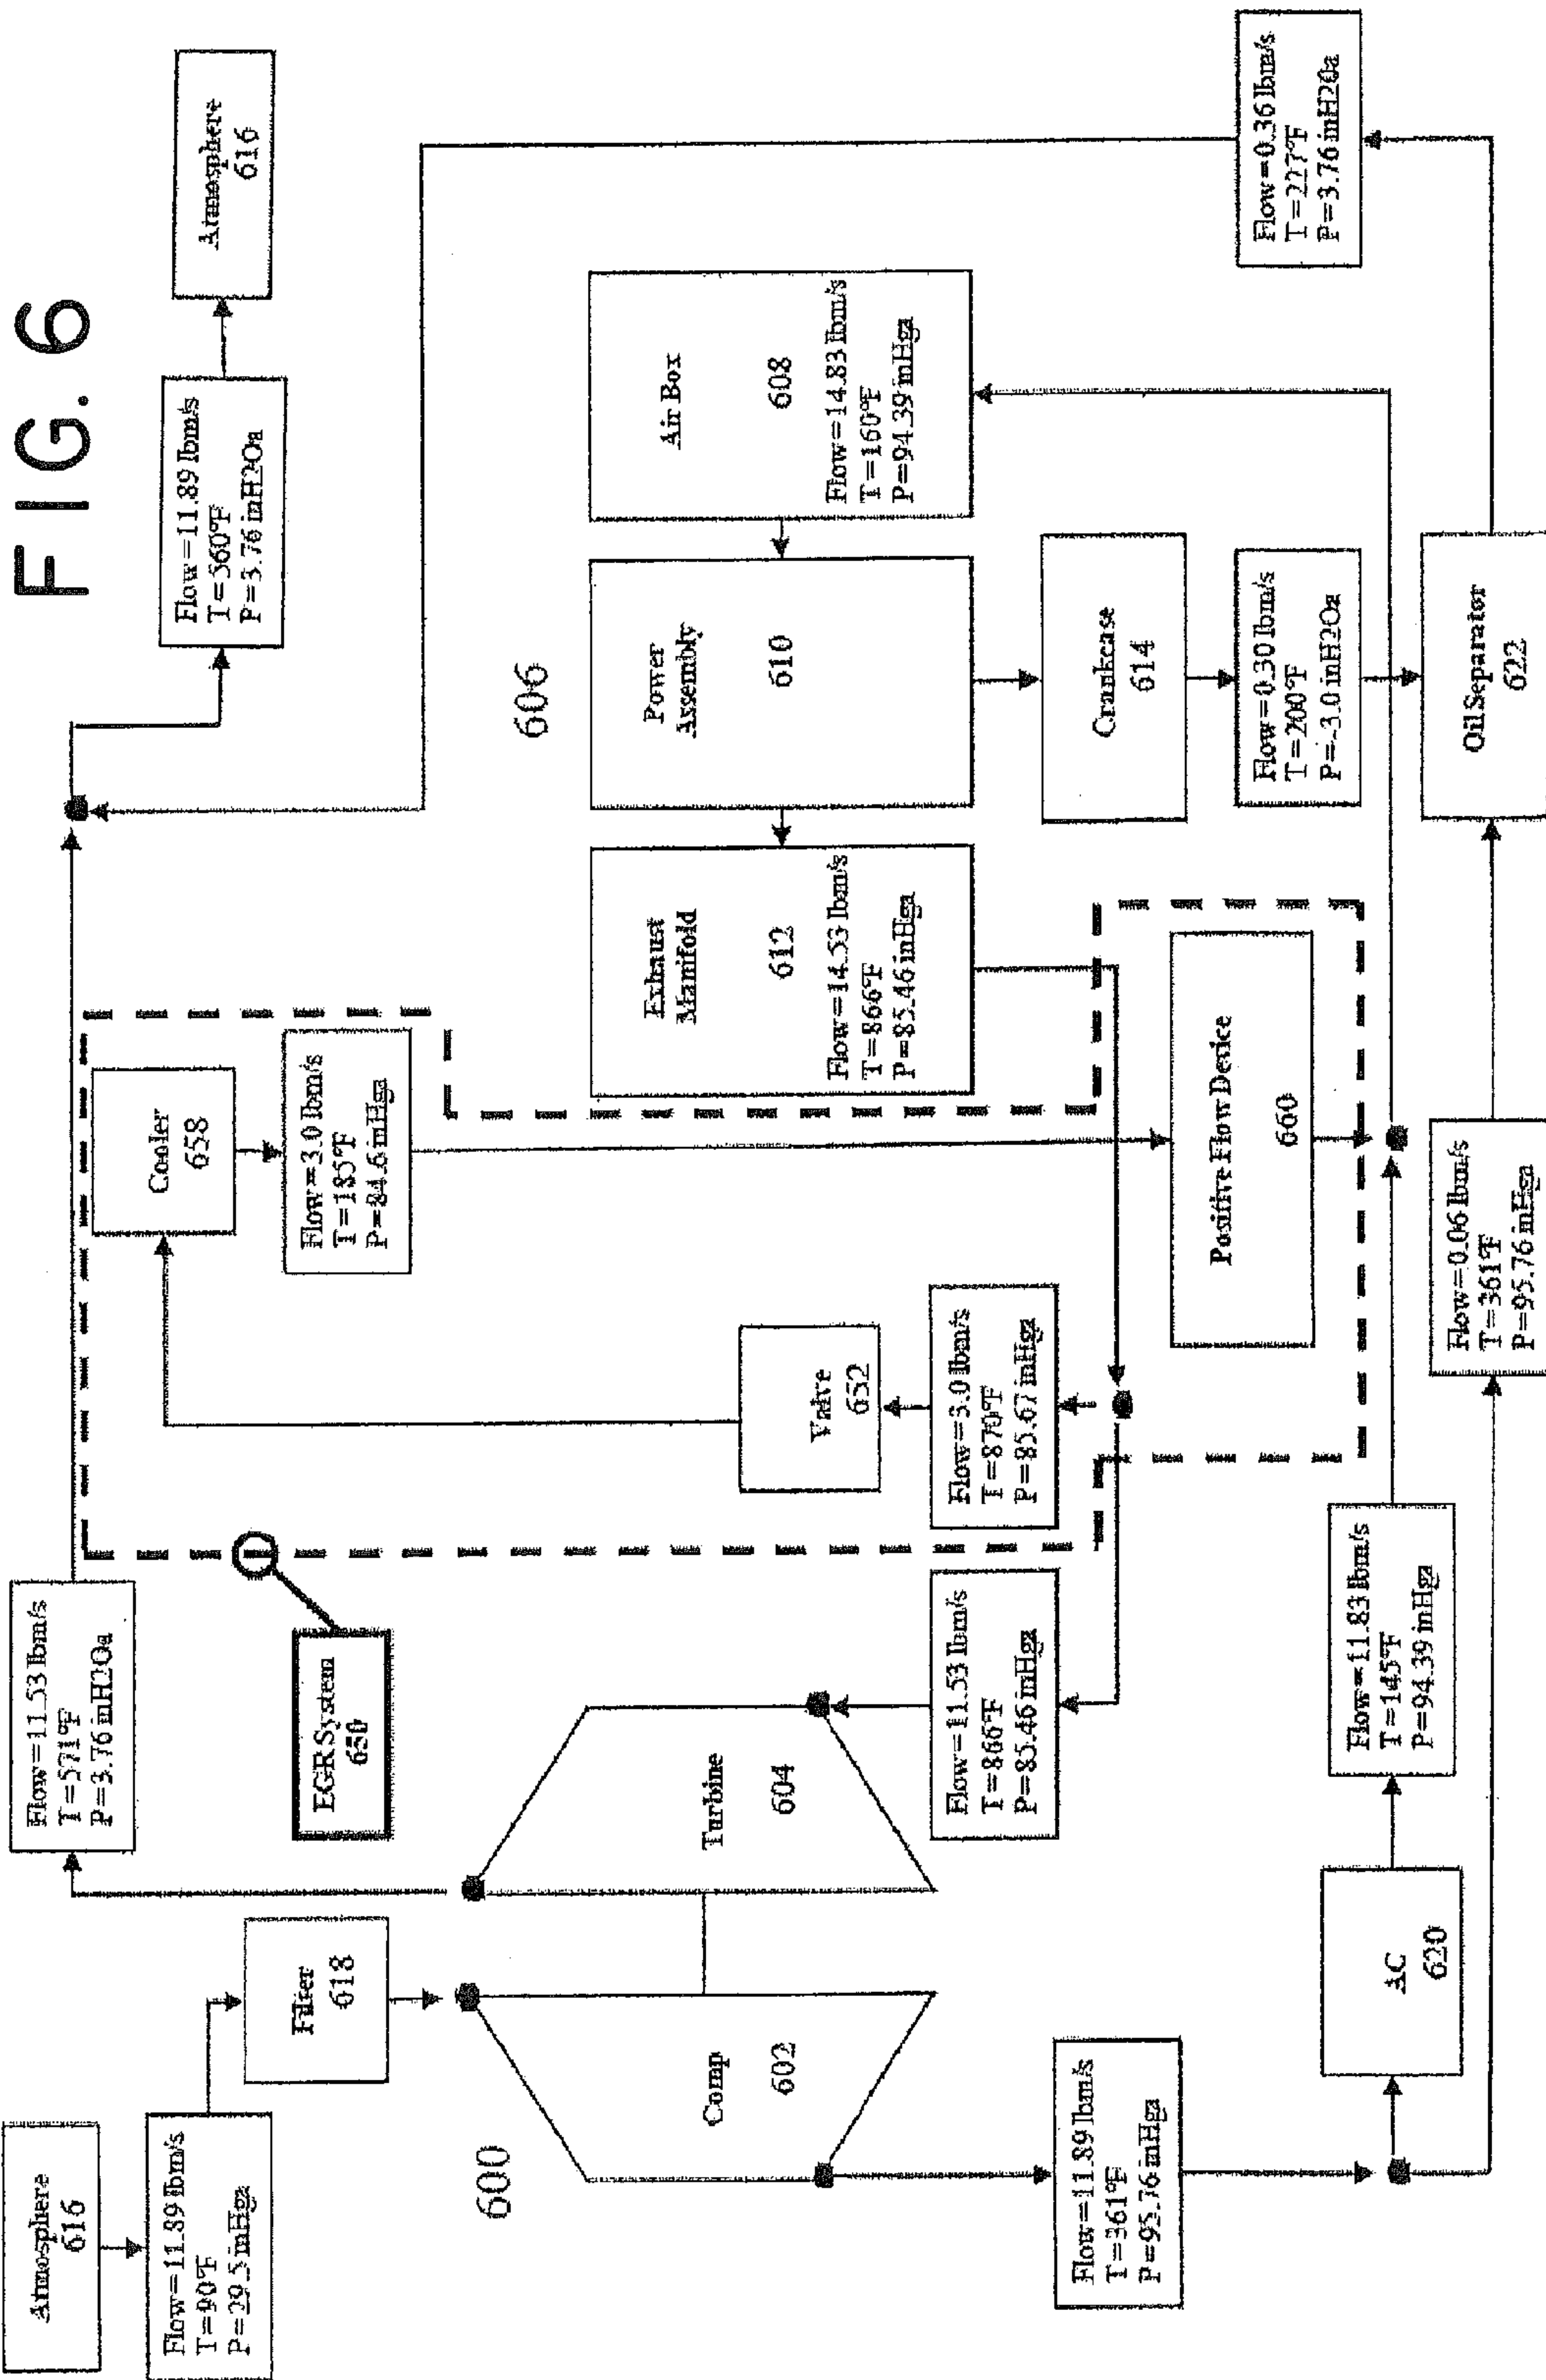 FIG. 6
Atmosphere
616
Flow=11.89 lbm/s
T=90°F
P=29.5 inHga
Filter
618
600
Comp
602
Flow=11.89 lbm/s
T=361°F
P=95.76 inHga
Flow=11.53 lbm/s
T=571°F
P=3.76 inH2Oa
EGR System
650
Turbine
604
Flow=11.53 lbm/s
T=866°F
P=85.46 inHga
AC
620
Flow=11.83 lbm/s
T=145°F
P=94.39 inHga
Valve
652
Flow=3.0 lbm/s
T=870°F
P=85.67 inHga
Cooler
658
Flow=3.0 lbm/s
T=185°F
P=84.6 inHga
Positive Flow Device
660
Flow=0.06 lbm/s
T=361°F
P=95.76 inHga
606
Exhaust
Manifold
612
Flow=14.53 lbm/s
T=866°F
P=85.46 inHga
Power
Assembly
610
Air Box
608
Flow=14.83 lbm/s
T=160°F
P=94.39 inHga
Crankcase
614
Flow=0.30 lbm/s
T=200°F
P=-3.0 inH2Oa
Oil Separator
622
Flow=11.89 lbm/s
T=560°F
P=3.76 inH2Oa
Atmosphere
616
Flow=0.36 lbm/s
T=227°F
P=3.76 inH2Oa